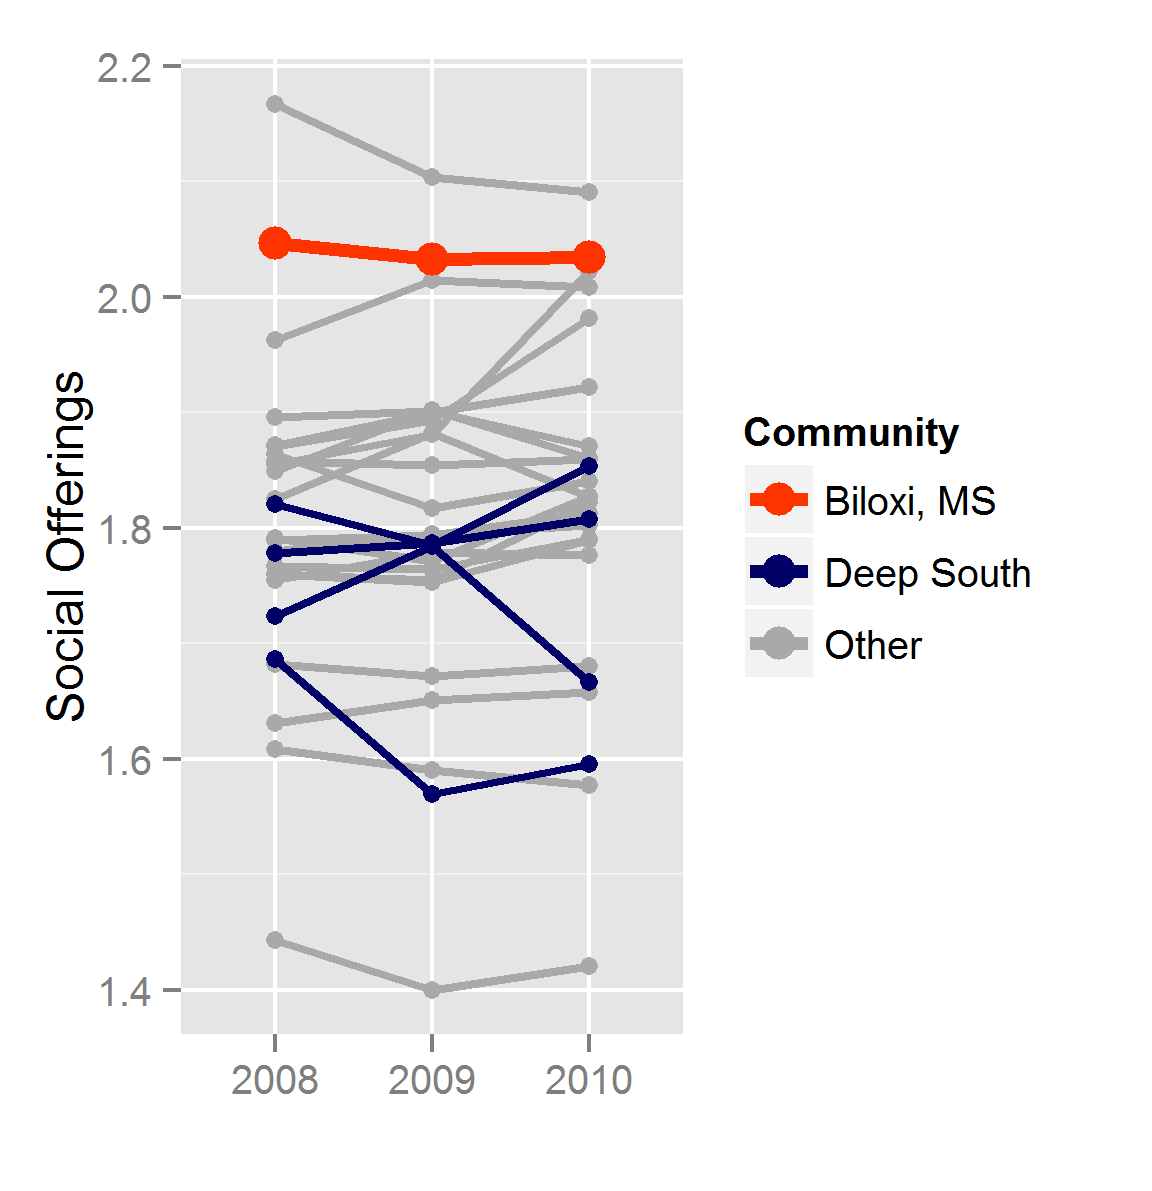 Social Offerings
2.2
2.0
1.8
1.6
1.4
2008 2009 2010
Community
Biloxi, MS
Deep South
Other